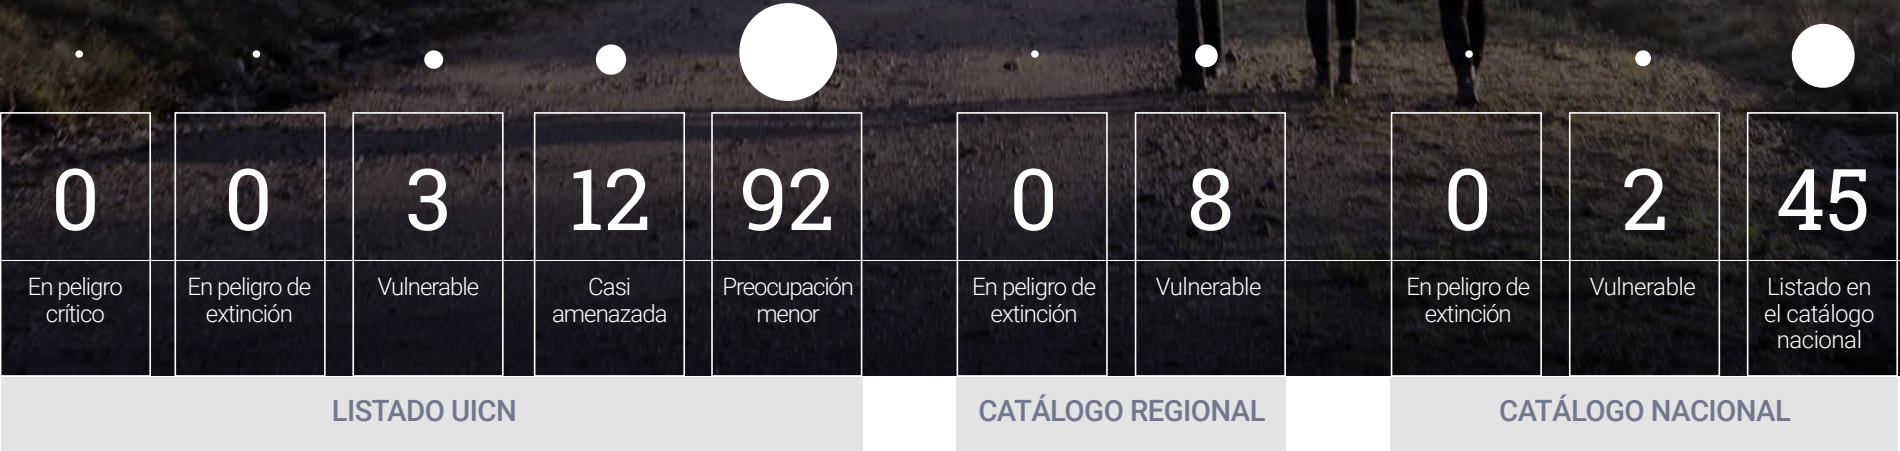 0 0 3 12 92 0 8 0 2 45
En peligro
crítico
En peligro de
extinción
Vulnerable
Casi
amenazada
Preocupación
menor
En peligro de
extinción
Vulnerable
En peligro de
extinción
Vulnerable
Listado en
el catálogo
nacional
LISTADO UICN
CATÁLOGO REGIONAL
CATÁLOGO NACIONAL